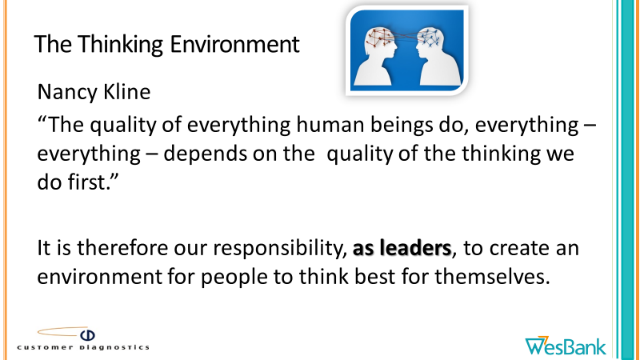 The Thinking Environment
Nancy Kline
“The quality of everything human beings do, everything –
everything – depends on the  quality of the thinking we
do first.”
It is therefore our responsibility, as leaders, to create an
environment for people to think best for themselves.
customer Diagnostics
WesBank